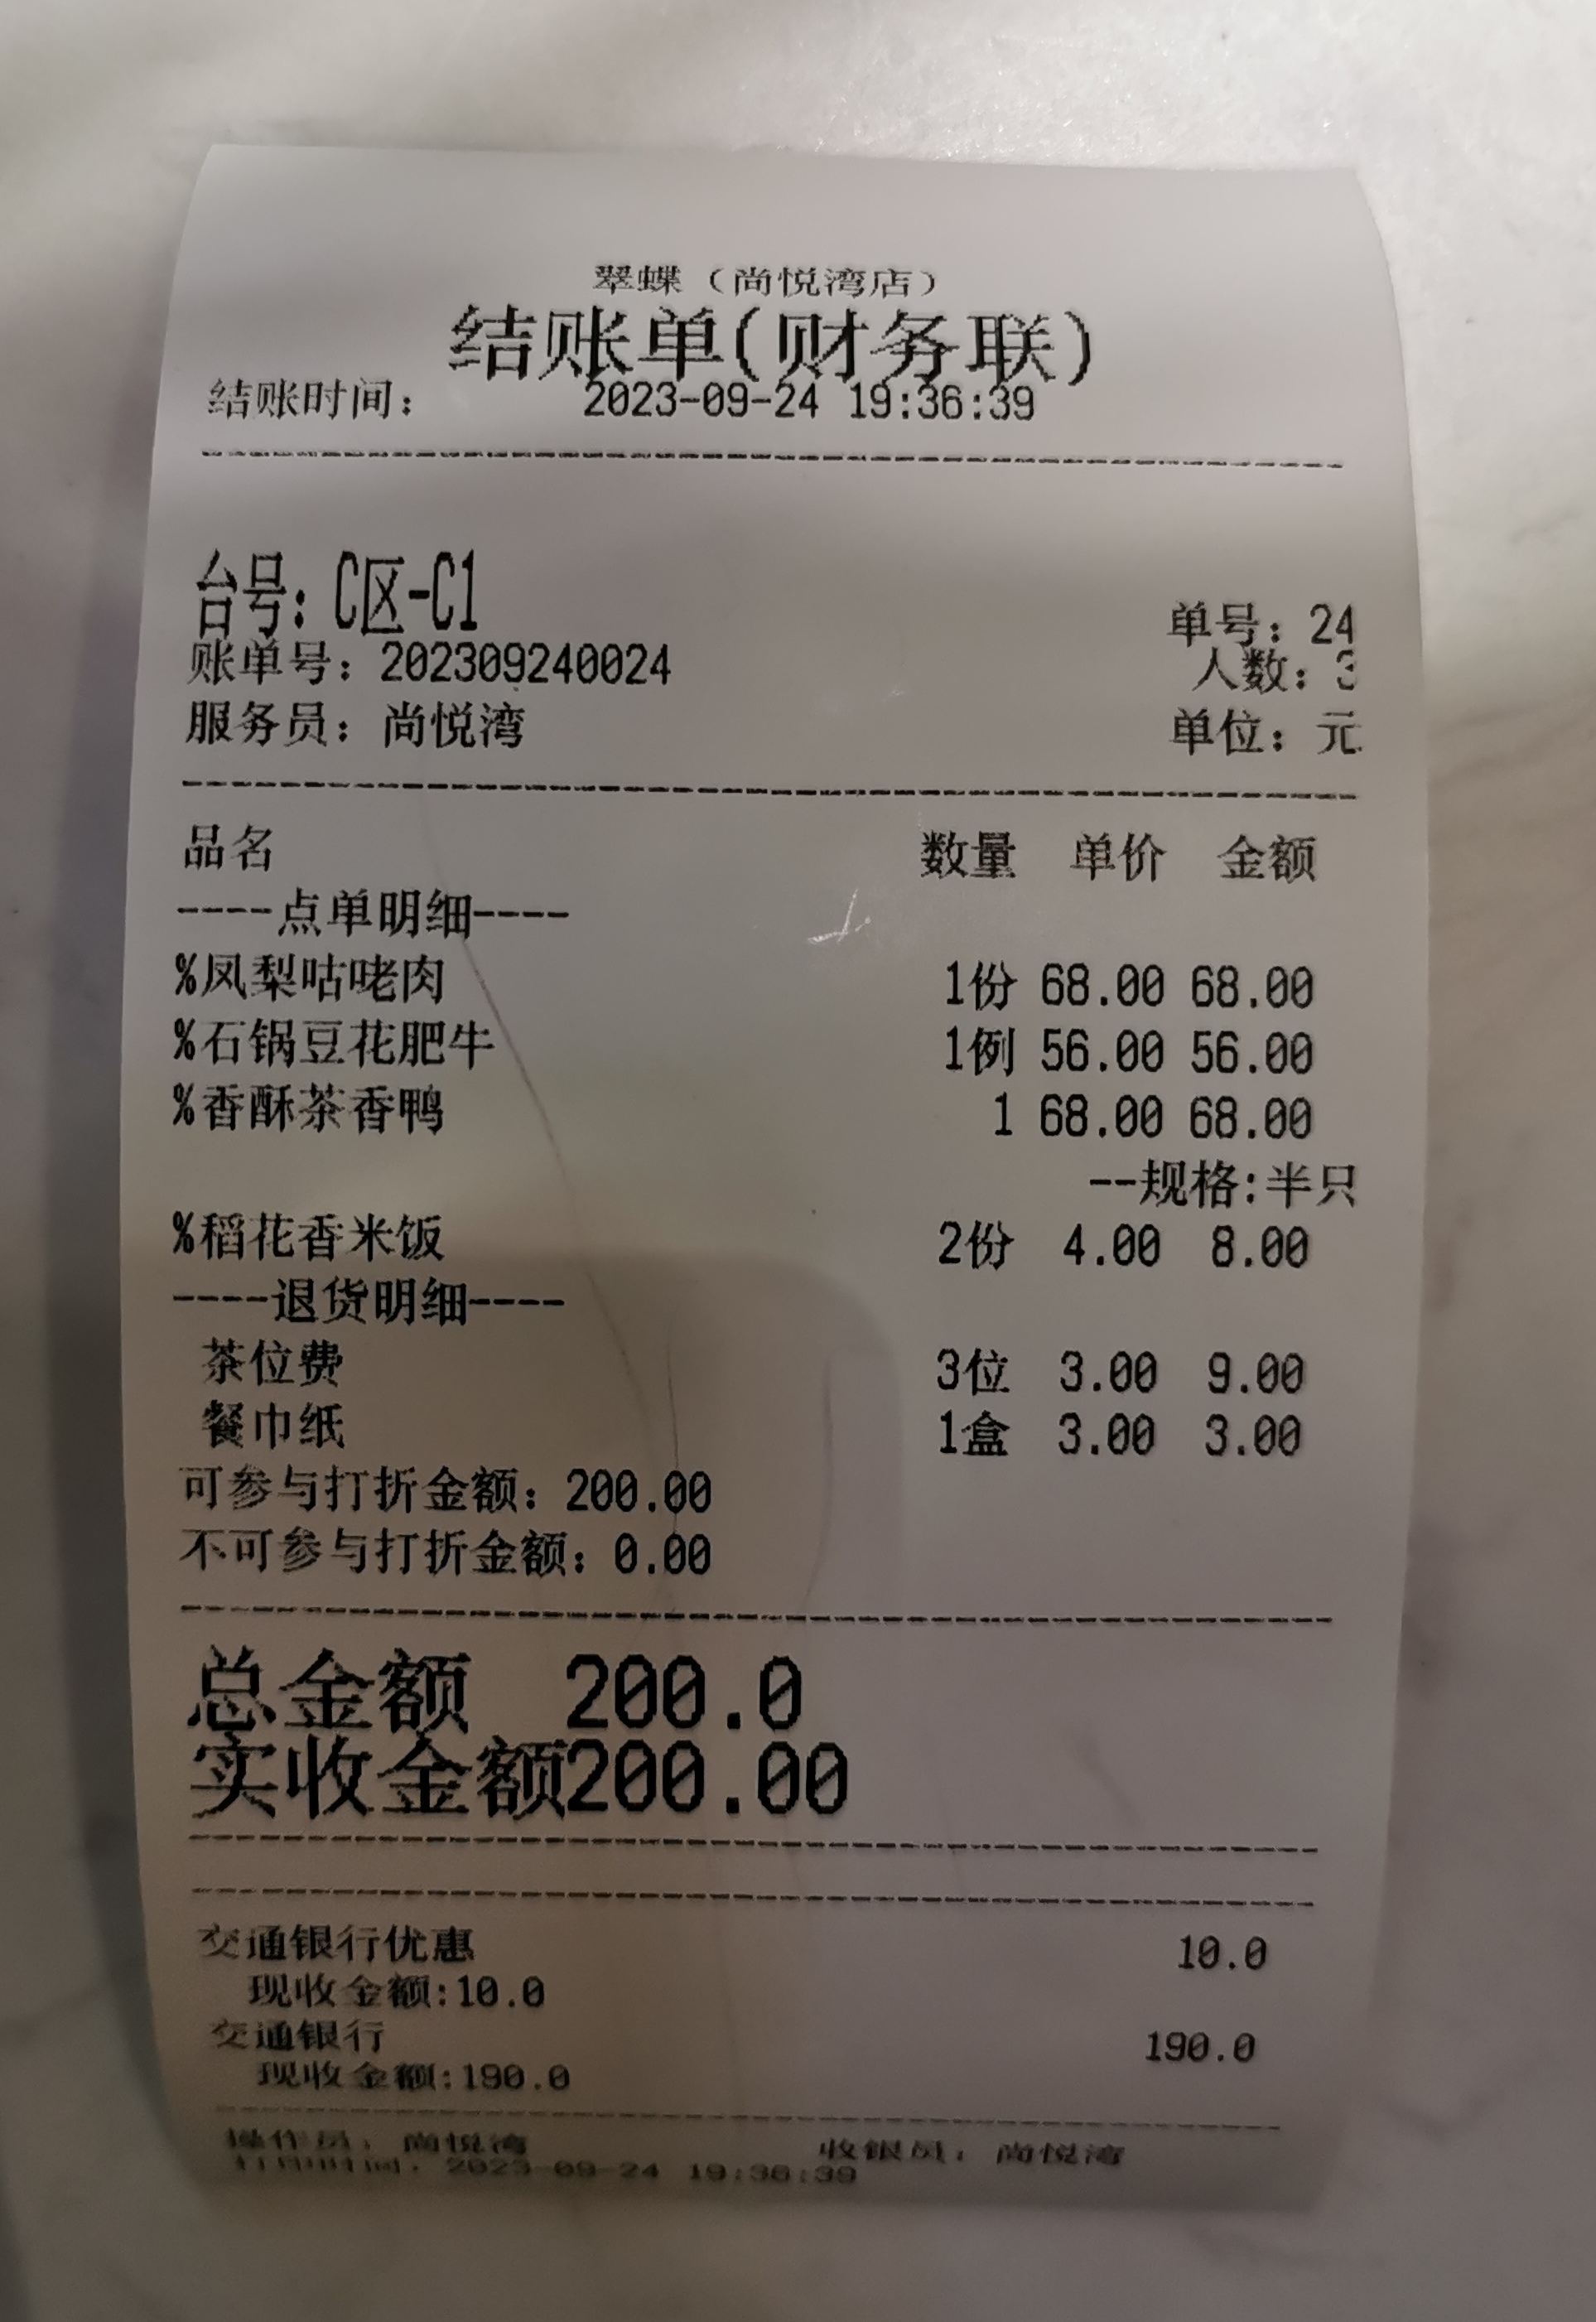 翠蝶（尚悦湾店）
结账单(财务联)
结账时间： 2023-09-24 19:36:39
台号：C区-C1
单号：24
账单号：202309240024
人数：3
服务员：尚悦湾
单位：元
品名 数量 单价 金额
----点单明细----
%凤梨咕咾肉 1份 68.00 68.00
%石锅豆花肥牛 1例 56.00 56.00
%香酥茶香鸭 1 68.00 68.00
--规格:半只
%稻花香米饭 2份 4.00 8.00
----退货明细----
茶位费 3位 3.00 9.00
餐巾纸 1盒 3.00 3.00
可参与打折金额：200.00
不可参与打折金额：0.00
总金额 200.0
实收金额200.00
交通银行优惠 10.0
现收金额:10.0
交通银行 190.0
现收金额:190.0
操作员：尚悦湾 收银员：尚悦湾
打印时间：2023-09-24 19:36:39